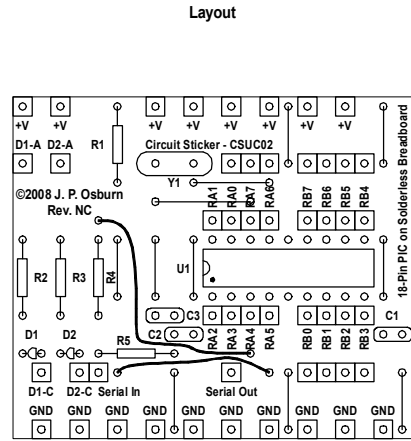 Layout
+V +V +V +V +V +V +V
D1-A D2-A R1 Circuit Sticker - CSUC02
Y1
©2008 J. P. Osburn
Rev. NC
RA1 RA0 RA7 RA6 RB7 RB6 RB5 RB4
U1
R2 R3 R4
C3
RA2 RA3 RA4 RA5 RB0 RB1 RB2 RB3
D1 D2 R5 C2 C1
D1-C D2-C Serial In Serial Out
GND GND GND GND GND GND GND GND GND
18-Pin PIC on Solderless Breadboard